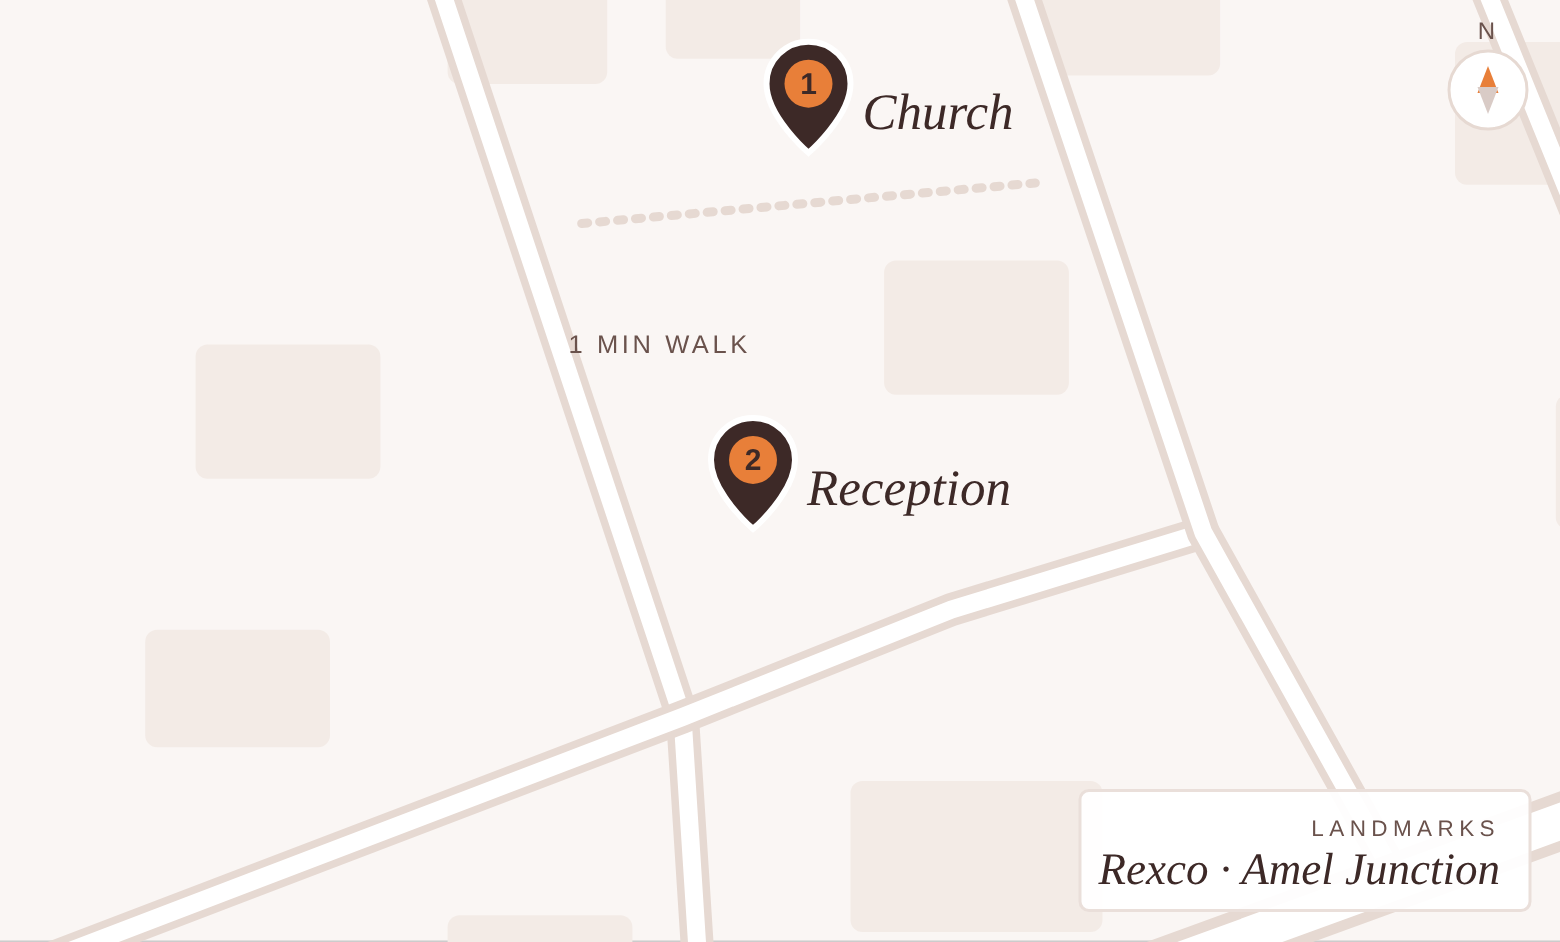 N
1
Church
1 MIN WALK
2
Reception
LANDMARKS
Rexco · Amel Junction